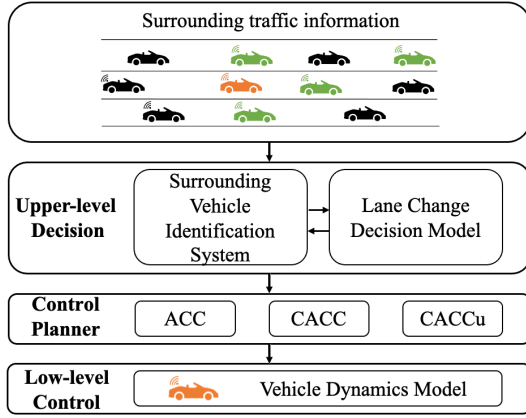 Surrounding traffic information
Upper-level
Decision
Surrounding
Vehicle
Identification
System
Lane Change
Decision Model
Control
Planner
ACC
CACC
CACCu
Low-level
Control
Vehicle Dynamics Model